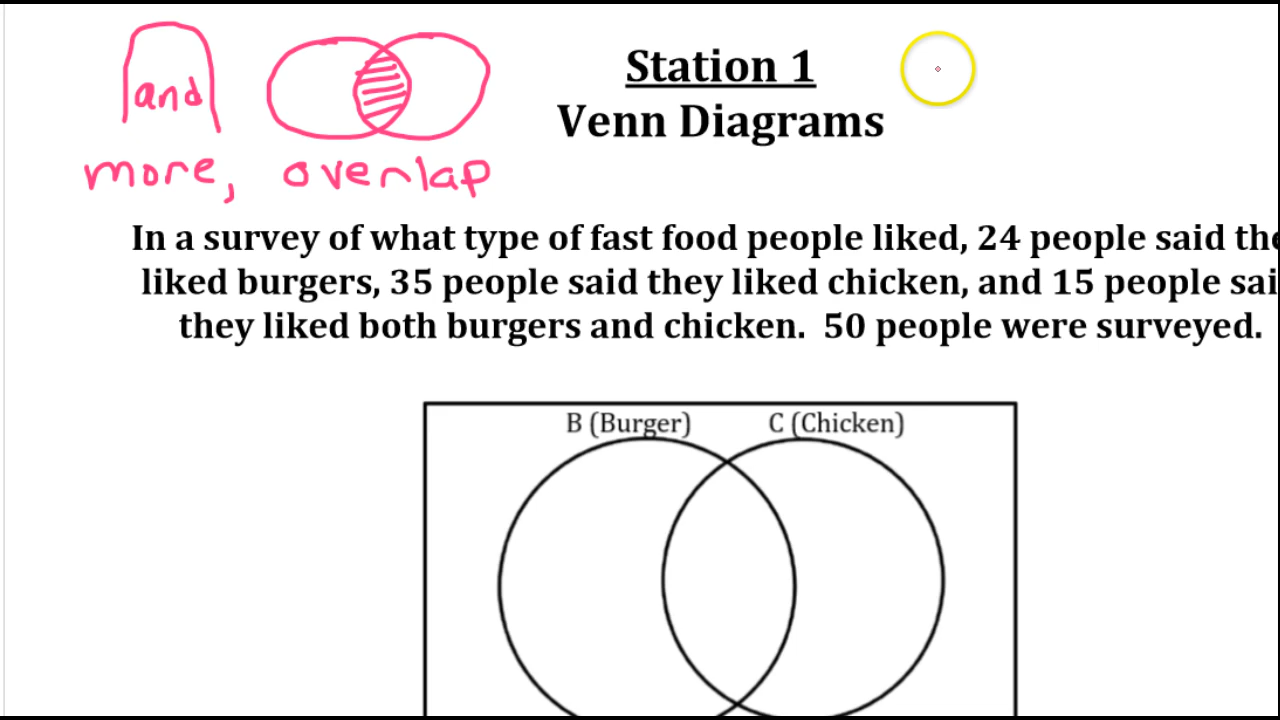 and
more, overlap
Station 1
Venn Diagrams
In a survey of what type of fast food people liked, 24 people said the
liked burgers, 35 people said they liked chicken, and 15 people sai
they liked both burgers and chicken. 50 people were surveyed.
B (Burger) C (Chicken)